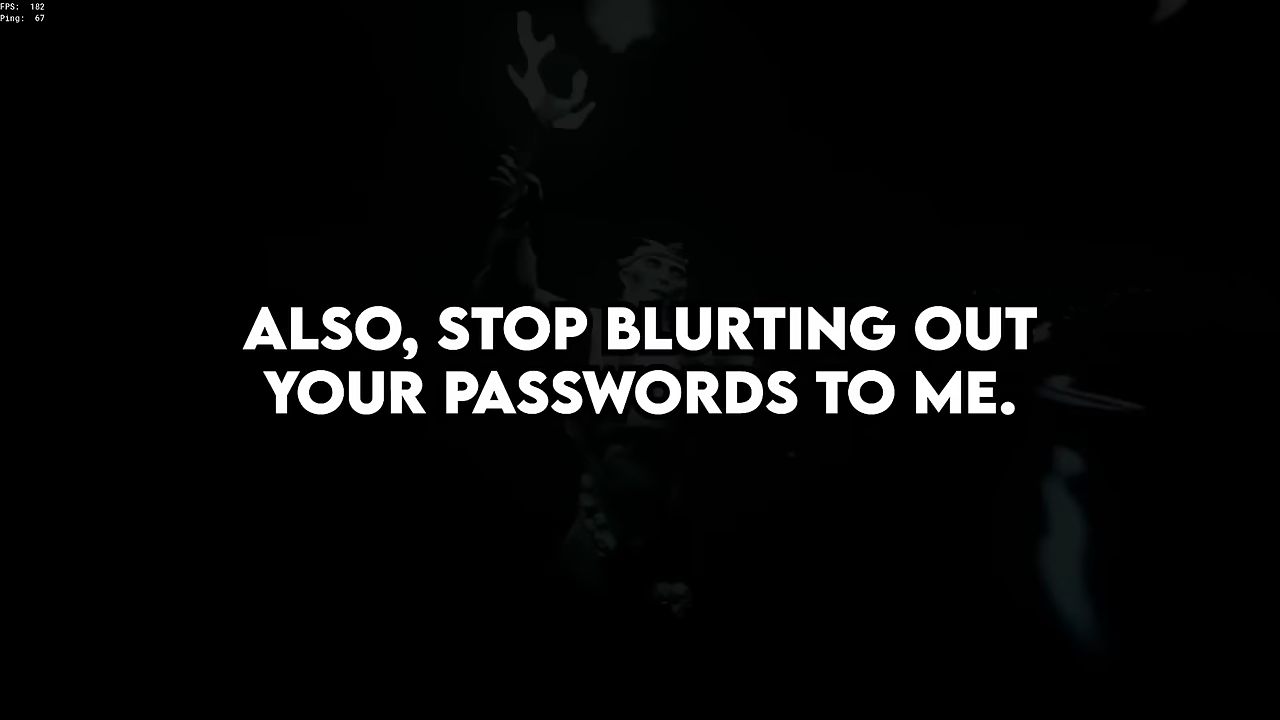 FPS: 182
Ping: 67
ALSO, STOP BLURTING OUT
YOUR PASSWORDS TO ME.